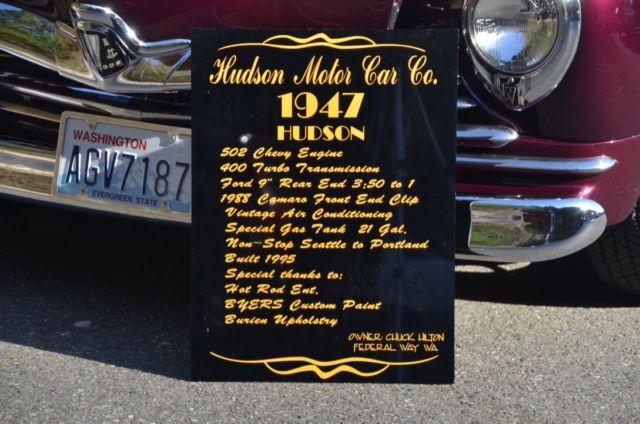 Hudson Motor Car Co.
1947
HUDSON
502 Chevy Engine
400 Turbo Transmission
Ford 9" Rear End 3:50 to 1
1988 Camaro Front End Clip
Vintage Air Conditioning
Special Gas Tank 21 Gal.
Non-Stop Seattle to Portland
Built 1995
Special thanks to;
Hot Rod Ent.
BYERS Custom Paint
Burien Upholstry
OWNER CHUCK HILTON
FEDERAL WAY WA.
WASHINGTON
AGV7187
EVERGREEN STATE